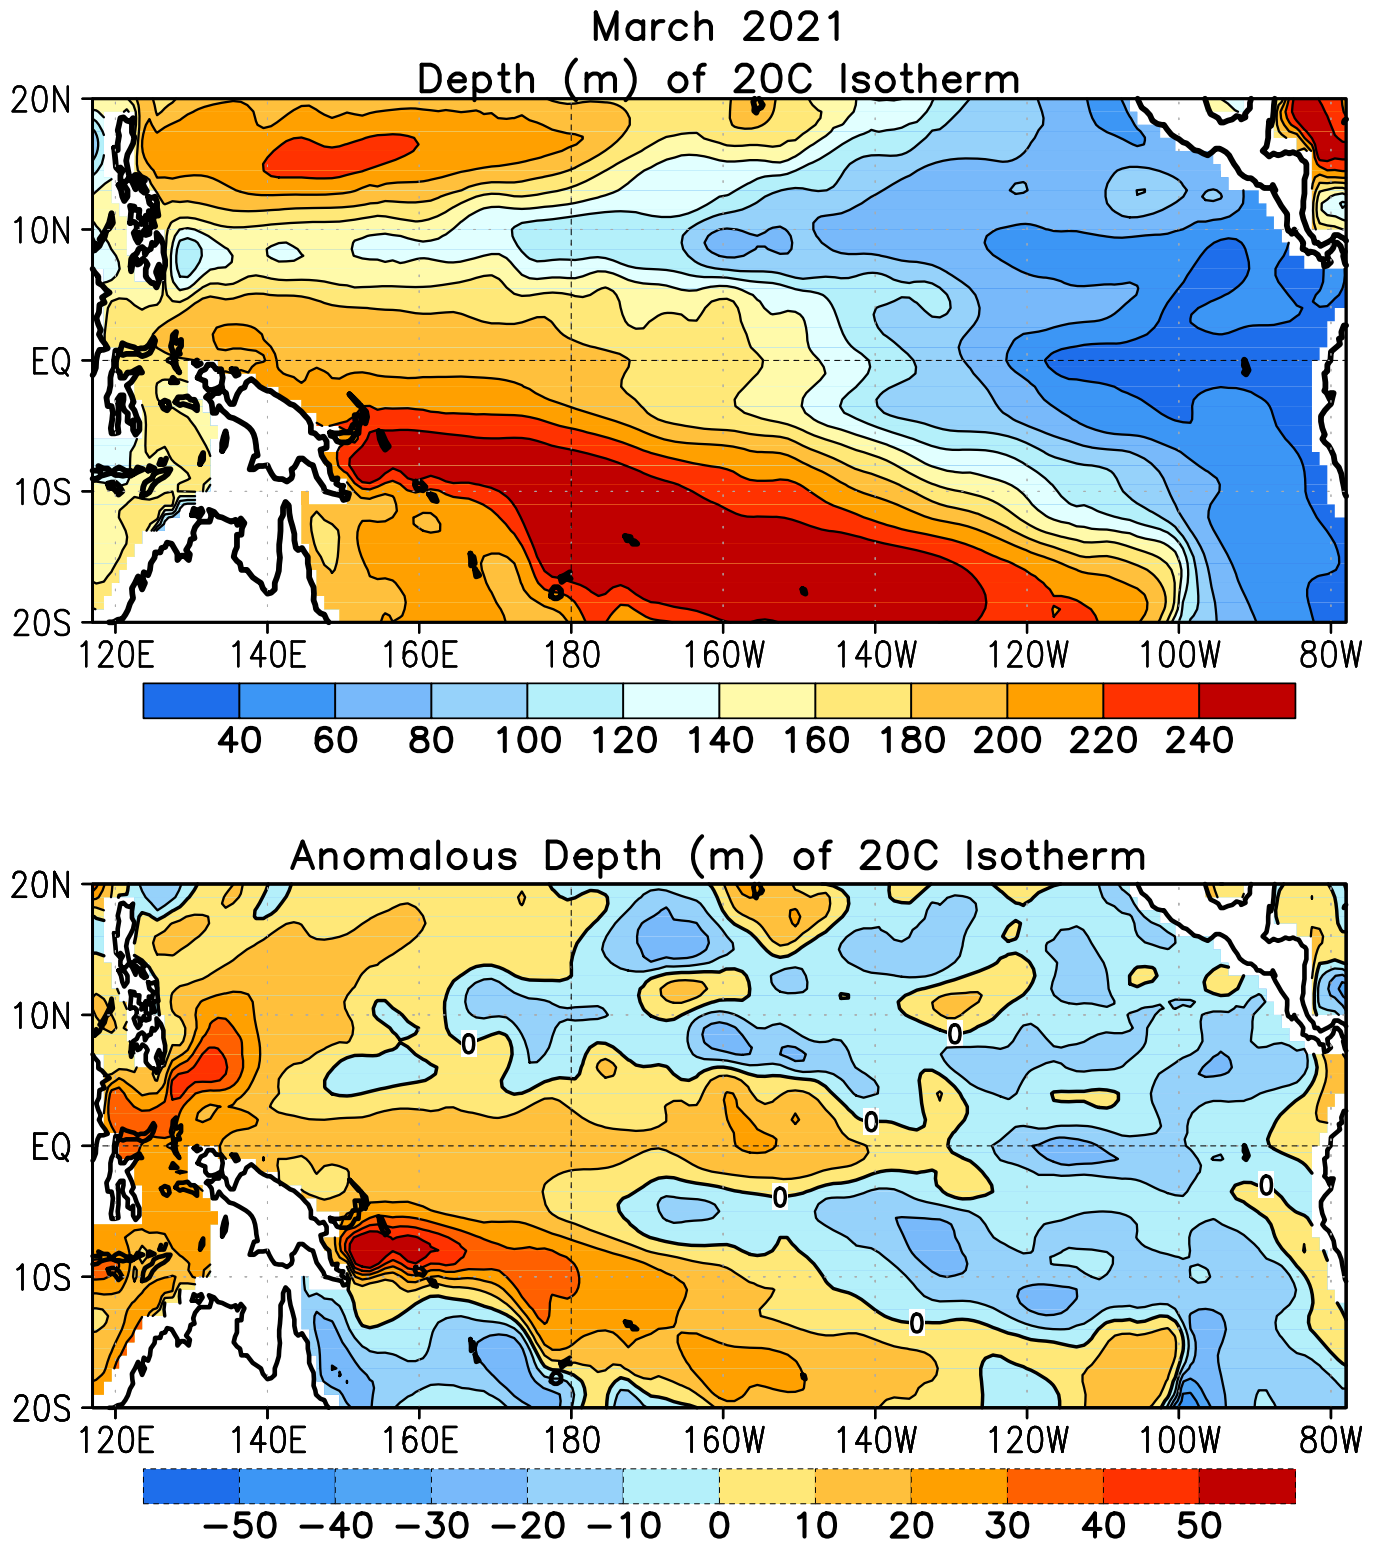 March 2021
Depth (m) of 20C Isotherm
20N
10N
EQ
10S
20S
120E 140E 160E 180 160W 140W 120W 100W 80W
40 60 80 100 120 140 160 180 200 220 240
Anomalous Depth (m) of 20C Isotherm
20N
10N
0 0
0
EQ
0 0
10S
0
20S
120E 140E 160E 180 160W 140W 120W 100W 80W
−50 −40 −30 −20 −10 0 10 20 30 40 50